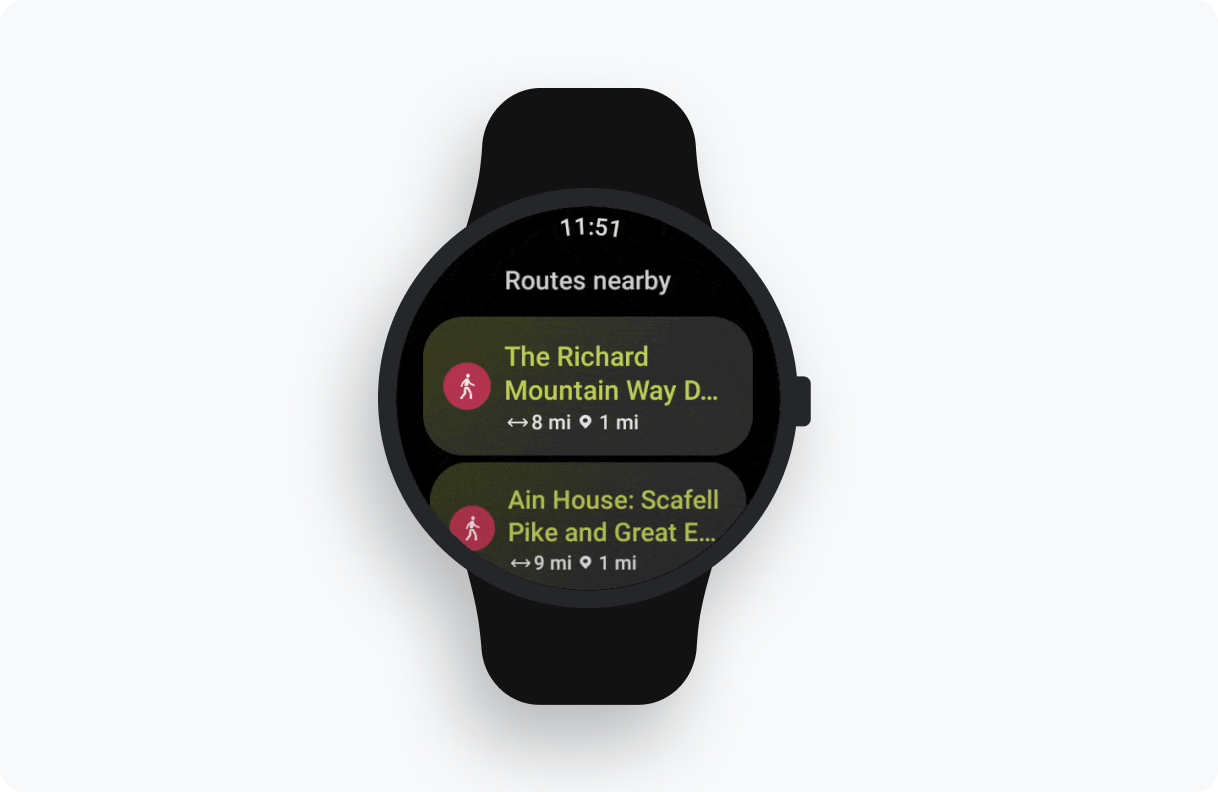 11:51
Routes nearby
The Richard
Mountain Way D...
8 mi 1 mi
Ain House: Scafell
Pike and Great E...
9 mi 1 mi